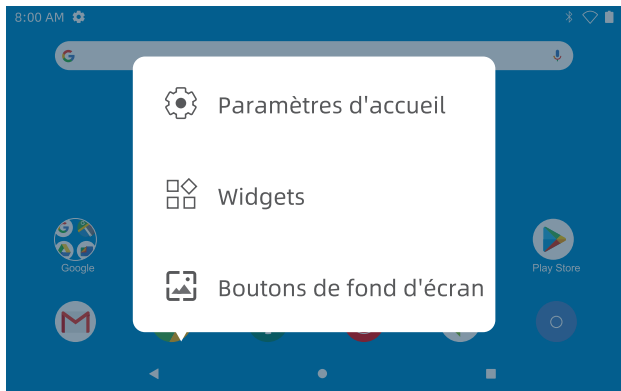 8:00 AM
Paramètres d'accueil
Widgets
Boutons de fond d'écran
Google
Play Store